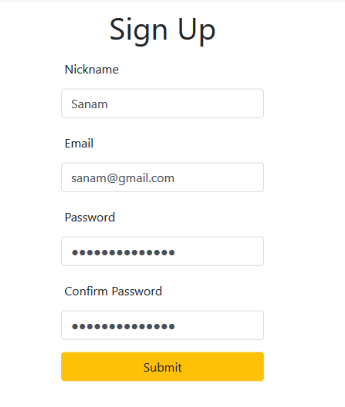 Sign Up
Nickname
Sanam
Email
sanam@gmail.com
Password
●●●●●●●●●●●●●●
Confirm Password
●●●●●●●●●●●●●●
Submit